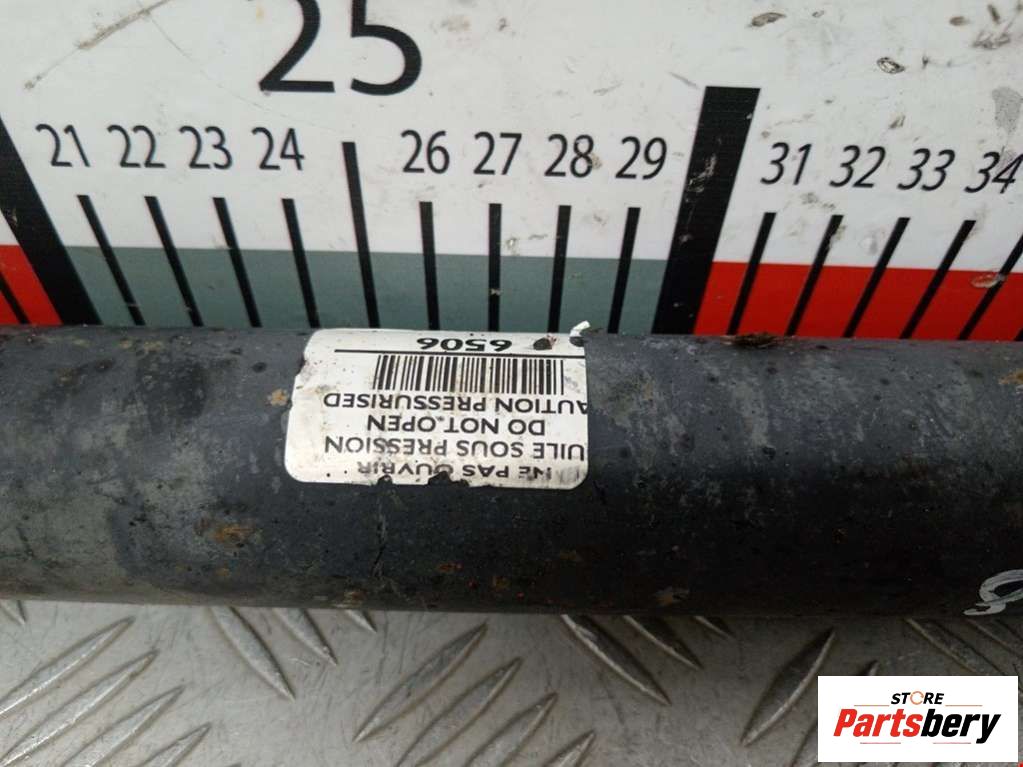 25
21 22 23 24 26 27 28 29 31 32 33 34
NE PAS OUVRIR
UILE SOUS PRESSION
DO NOT OPEN
AUTION PRESSURISED
6506
STORE
Partsbery